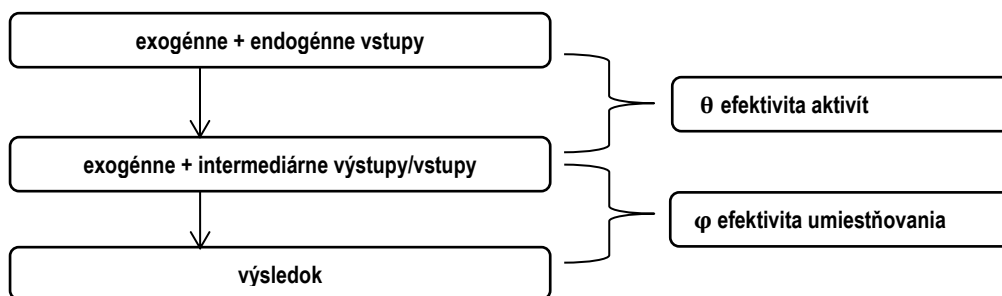 exogénne + endogénne vstupy
θ efektivita aktivít
exogénne + intermediárne výstupy/vstupy
φ efektivita umiestňovania
výsledok